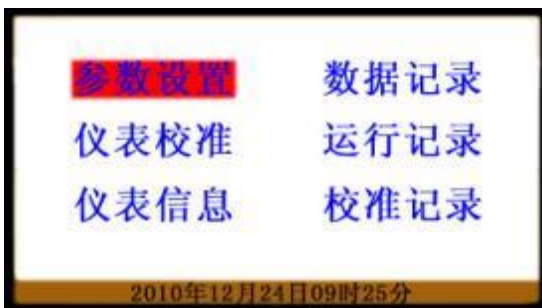 参数设置 数据记录
仪表校准 运行记录
仪表信息 校准记录
2010年12月24日09时25分